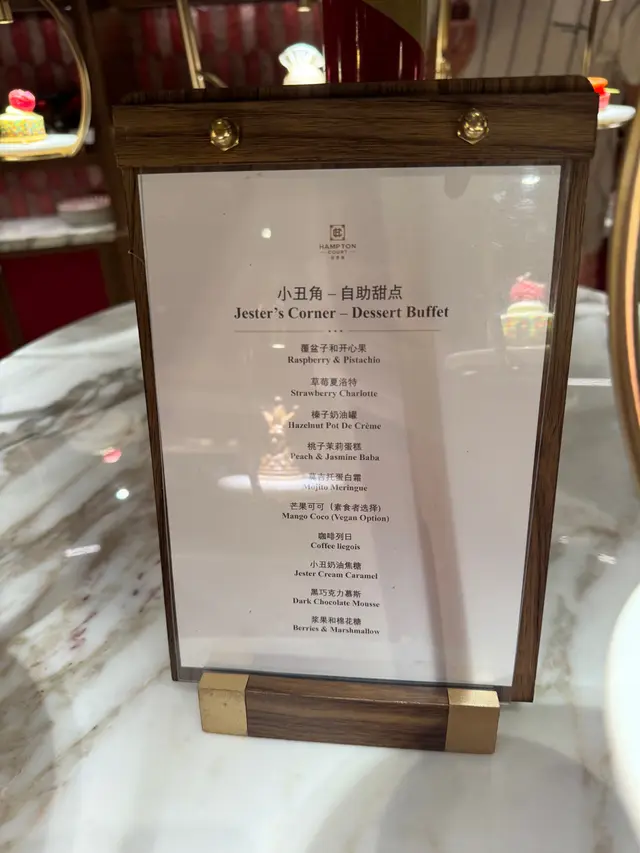 HAMPTON
COURT
小丑角 – 自助甜点
Jester's Corner – Dessert Buffet
覆盆子和开心果
Raspberry & Pistachio
草莓夏洛特
Strawberry Charlotte
榛子奶油罐
Hazelnut Pot De Crème
桃子茉莉蛋糕
Peach & Jasmine Baba
莫吉托蛋白霜
Mojito Meringue
芒果可可（素食者选择)
Mango Coco (Vegan Option)
咖啡列日
Coffee liegois
小丑奶油焦糖
Jester Cream Caramel
黑巧克力慕斯
Dark Chocolate Mousse
浆果和棉花糖
Berries & Marshmallow